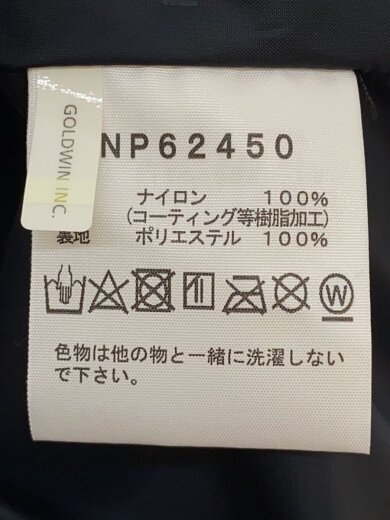 GOLDWIN INC.
NP62450
ナイロン 100%
(コーティング等樹脂加工)
裏地 ポリエステル 100%
W
色物は他の物と一緒に洗濯しない
で下さい。